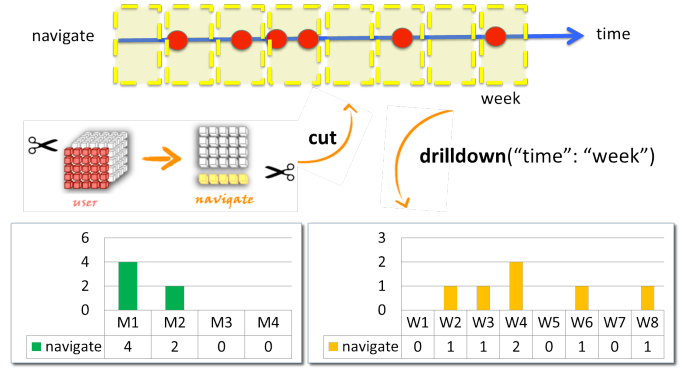 navigate
time
week
cut
drilldown(“time”: “week”)
user
navigate
6
4
2
0
M1 M2 M3 M4
navigate 4 2 0 0
3
2
1
0
W1 W2 W3 W4 W5 W6 W7 W8
navigate 0 1 1 2 0 1 0 1